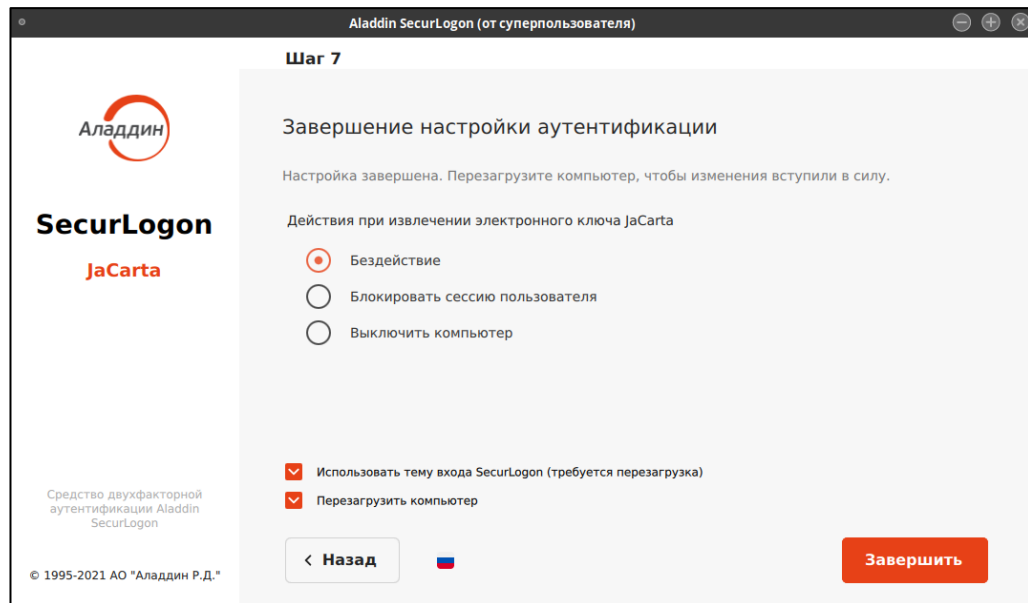 Aladdin SecurLogon (от суперпользователя)
Шаг 7
Аладдин
SecurLogon
JaCarta
Завершение настройки аутентификации
Настройка завершена. Перезагрузите компьютер, чтобы изменения вступили в силу.
Действия при извлечении электронного ключа JaCarta
Бездействие
Блокировать сессию пользователя
Выключить компьютер
Использовать тему входа SecurLogon (требуется перезагрузка)
Перезагрузить компьютер
Средство двухфакторной
аутентификации Aladdin
SecurLogon
© 1995-2021 АО "Аладдин Р.Д."
< Назад
Завершить